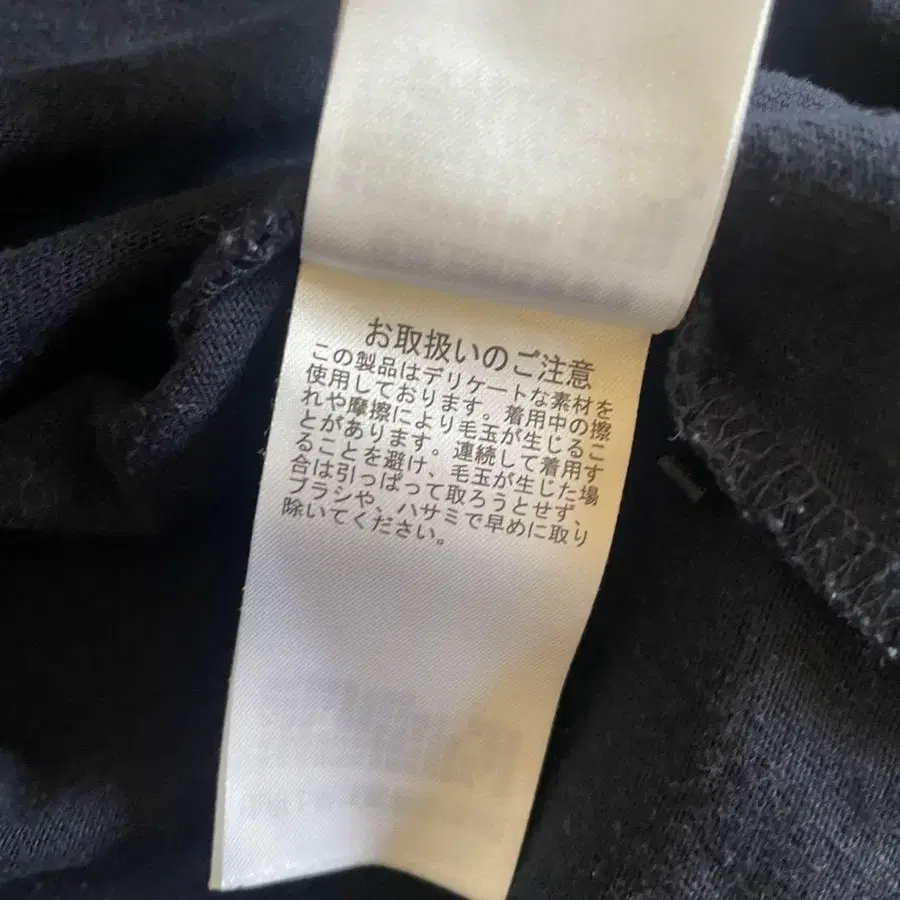 お取扱いのご注意
この製品はデリケートな素材を
使用しております。着用中の擦
れや摩擦により毛玉が生じるこ
とがあります。連続して着用す
ることを避け、毛玉が生じた場
合は引っぱって取ろうとせず、
ブラシや、ハサミで早めに取り
除いてください。